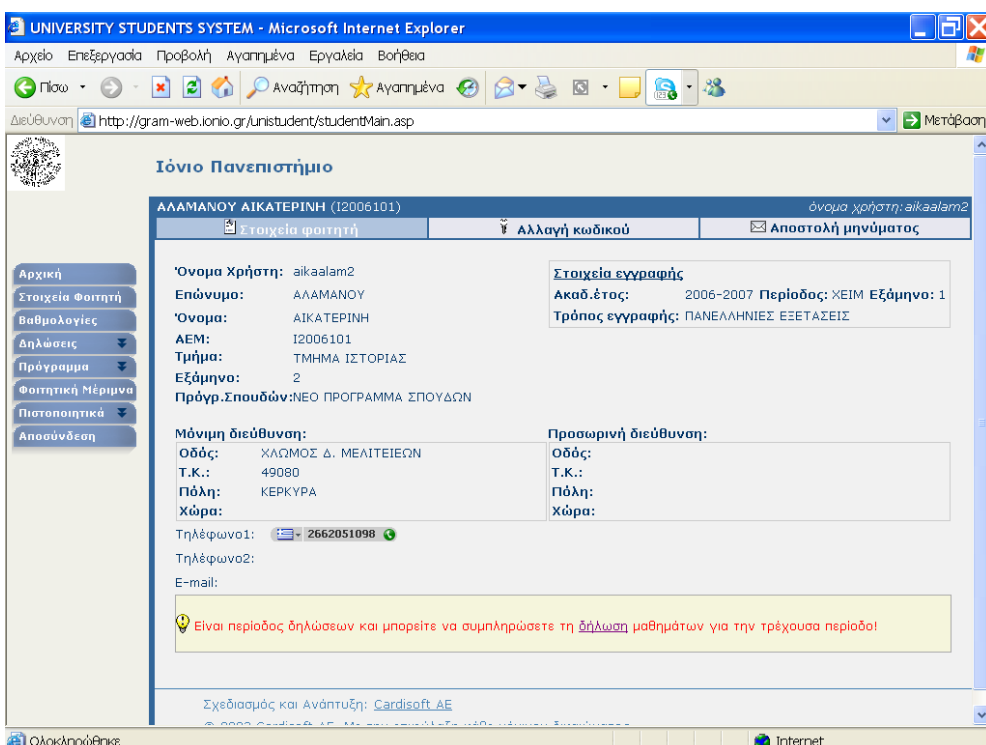 UNIVERSITY STUDENTS SYSTEM - Microsoft Internet Explorer
Αρχείο Επεξεργασία Προβολή Αγαπημένα Εργαλεία Βοήθεια
Πίσω Αναζήτηση Αγαπημένα
Διεύθυνση http://gram-web.ionio.gr/unistudent/studentMain.asp Μετάβαση
Ιόνιο Πανεπιστήμιο
ΑΛΑΜΑΝΟΥ ΑΙΚΑΤΕΡΙΝΗ (Ι2006101) όνομα χρήστη: aikaalam2
Στοιχεία φοιτητή Αλλαγή κωδικού Αποστολή μηνύματος
Αρχική
Στοιχεία Φοιτητή
Βαθμολογίες
Δηλώσεις
Πρόγραμμα
Φοιτητική Μέριμνα
Πιστοποιητικά
Αποσύνδεση
Όνομα Χρήστη: aikaalam2
Επώνυμο: ΑΛΑΜΑΝΟΥ
Όνομα: ΑΙΚΑΤΕΡΙΝΗ
ΑΕΜ: Ι2006101
Τμήμα: ΤΜΗΜΑ ΙΣΤΟΡΙΑΣ
Εξάμηνο: 2
Πρόγρ.Σπουδών:ΝΕΟ ΠΡΟΓΡΑΜΜΑ ΣΠΟΥΔΩΝ
Στοιχεία εγγραφής
Ακαδ.έτος: 2006-2007 Περίοδος: ΧΕΙΜ Εξάμηνο: 1
Τρόπος εγγραφής: ΠΑΝΕΛΛΗΝΙΕΣ ΕΞΕΤΑΣΕΙΣ
Μόνιμη διεύθυνση:
Οδός: ΧΛΩΜΟΣ Δ. ΜΕΛΙΤΕΙΕΩΝ
Τ.Κ.: 49080
Πόλη: ΚΕΡΚΥΡΑ
Χώρα:
Προσωρινή διεύθυνση:
Οδός:
Τ.Κ.:
Πόλη:
Χώρα:
Τηλέφωνο1: 2662051098
Τηλέφωνο2:
E-mail:
Είναι περίοδος δηλώσεων και μπορείτε να συμπληρώσετε τη δήλωση μαθημάτων για την τρέχουσα περίοδο!
Σχεδιασμός και Ανάπτυξη: Cardisoft AE
Ολοκληρώθηκε Internet